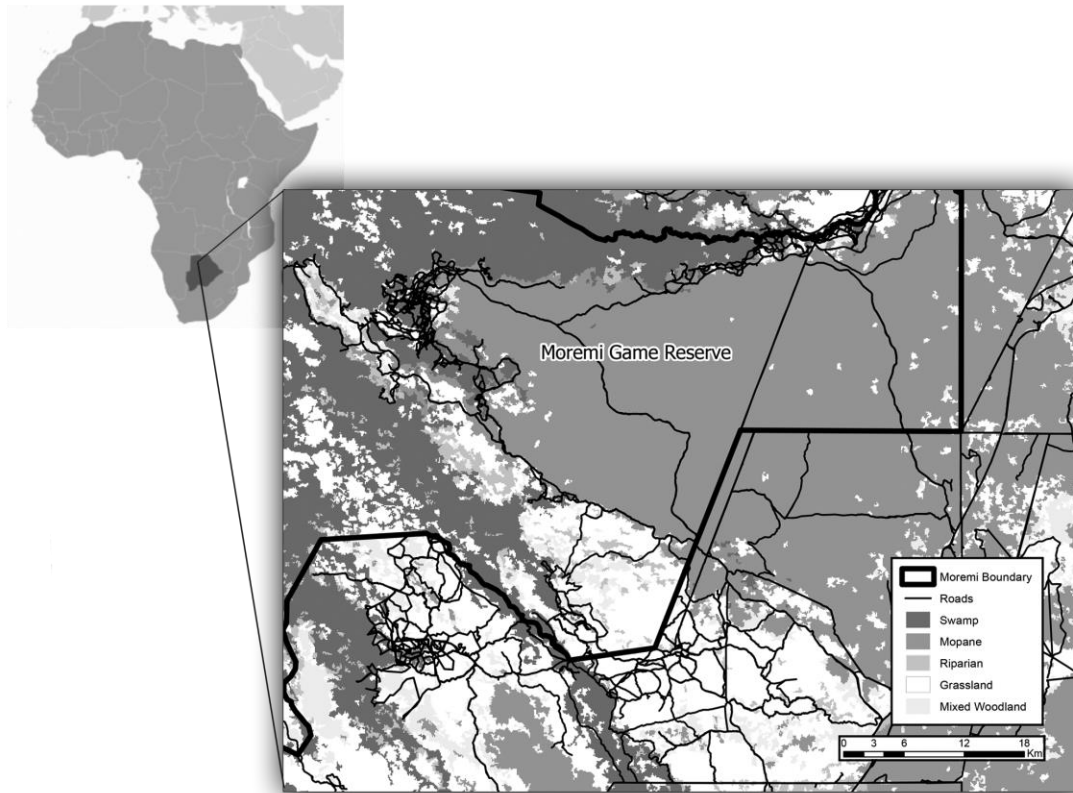 Moremi Game Reserve
Moremi Boundary
Roads
Swamp
Mopane
Riparian
Grassland
Mixed Woodland
0 3 6 12 18
Km